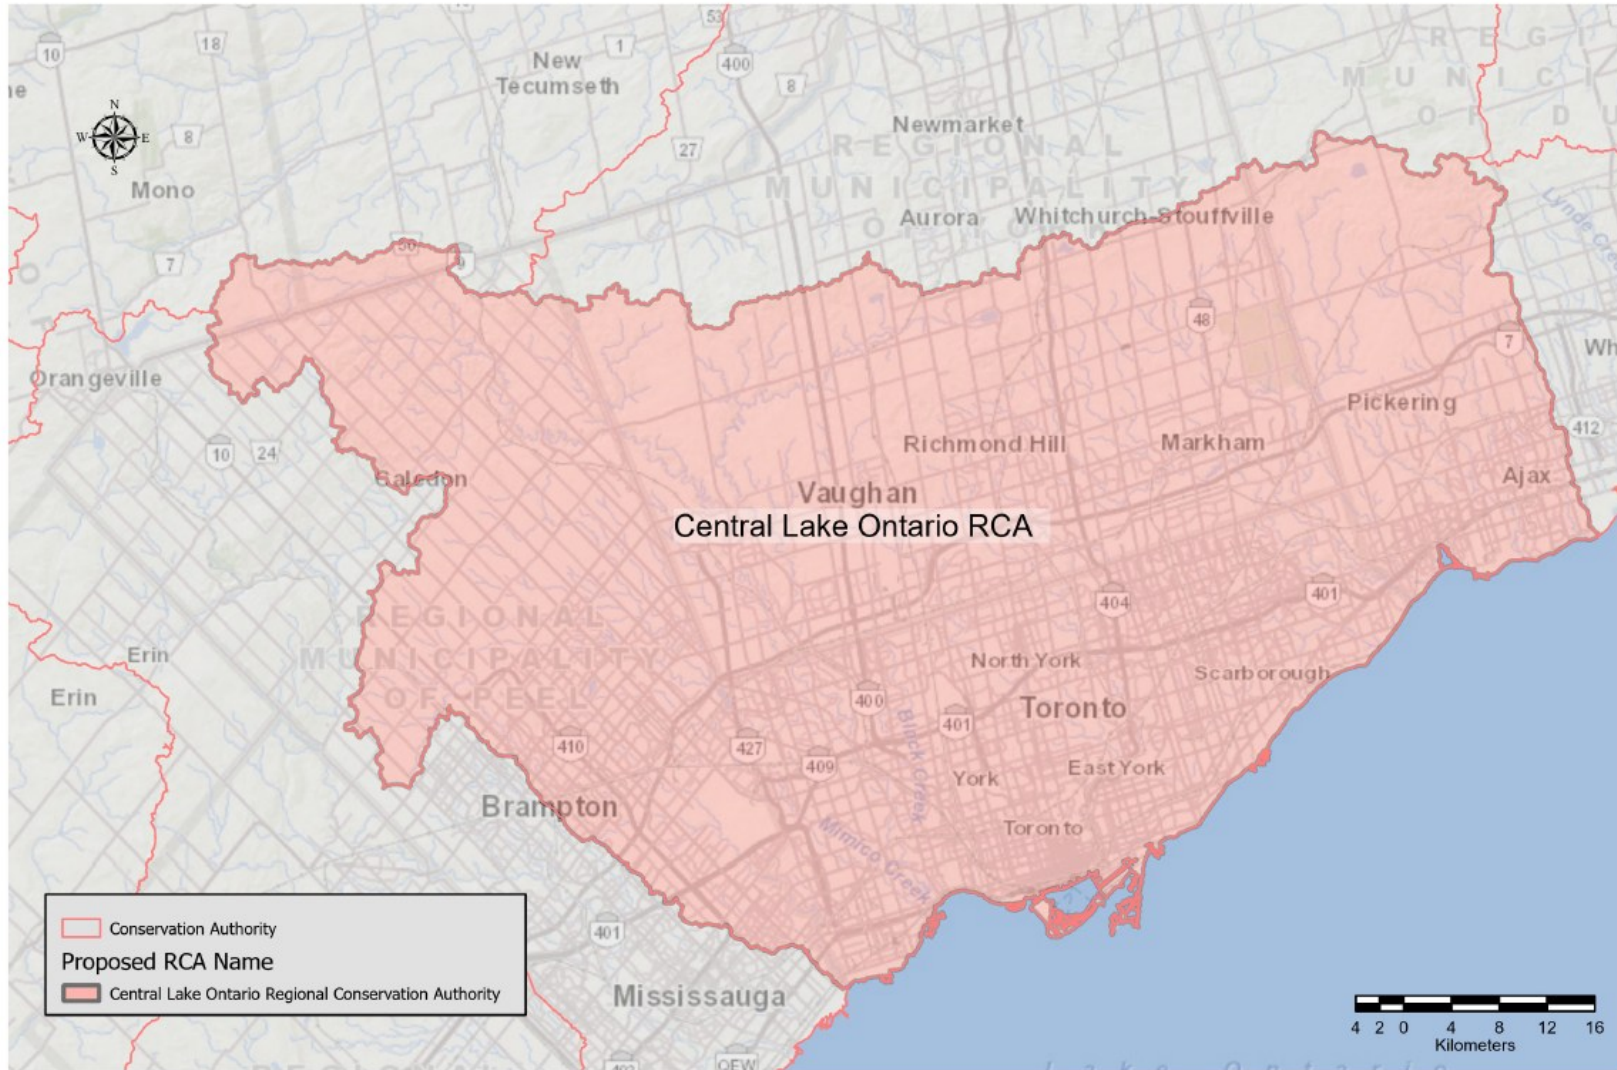 53
10
18
1
New
Tecumseth
400
8
N
W
E
S
8
Mono
27
Newmarket
REGIONAL
MUNICIPALITY
Aurora
Whitchurch-Stouffville
7
9
48
7
Orangeville
Pickering
412
10
24
Richmond Hill
Markham
Caledon
Vaughan
Ajax
Central Lake Ontario RCA
401
404
REGIONAL
MUNICIPALITY
OF PEEL
Erin
Erin
North York
Scarborough
400
Toronto
401
Black Creek
410
427
409
York
East York
Brampton
Toronto
Mimico Creek
401
Mississauga
QEW
Conservation Authority
Proposed RCA Name
Central Lake Ontario Regional Conservation Authority
4 2 0 4 8 12 16
Kilometers